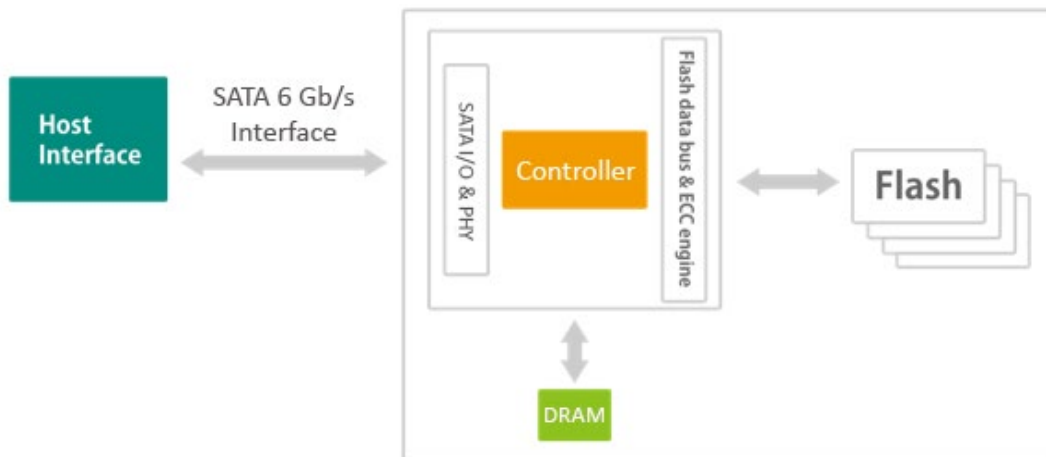 Host
Interface
SATA 6 Gb/s
Interface
SATA I/O & PHY
Controller
Flash data bus & ECC engine
Flash
DRAM